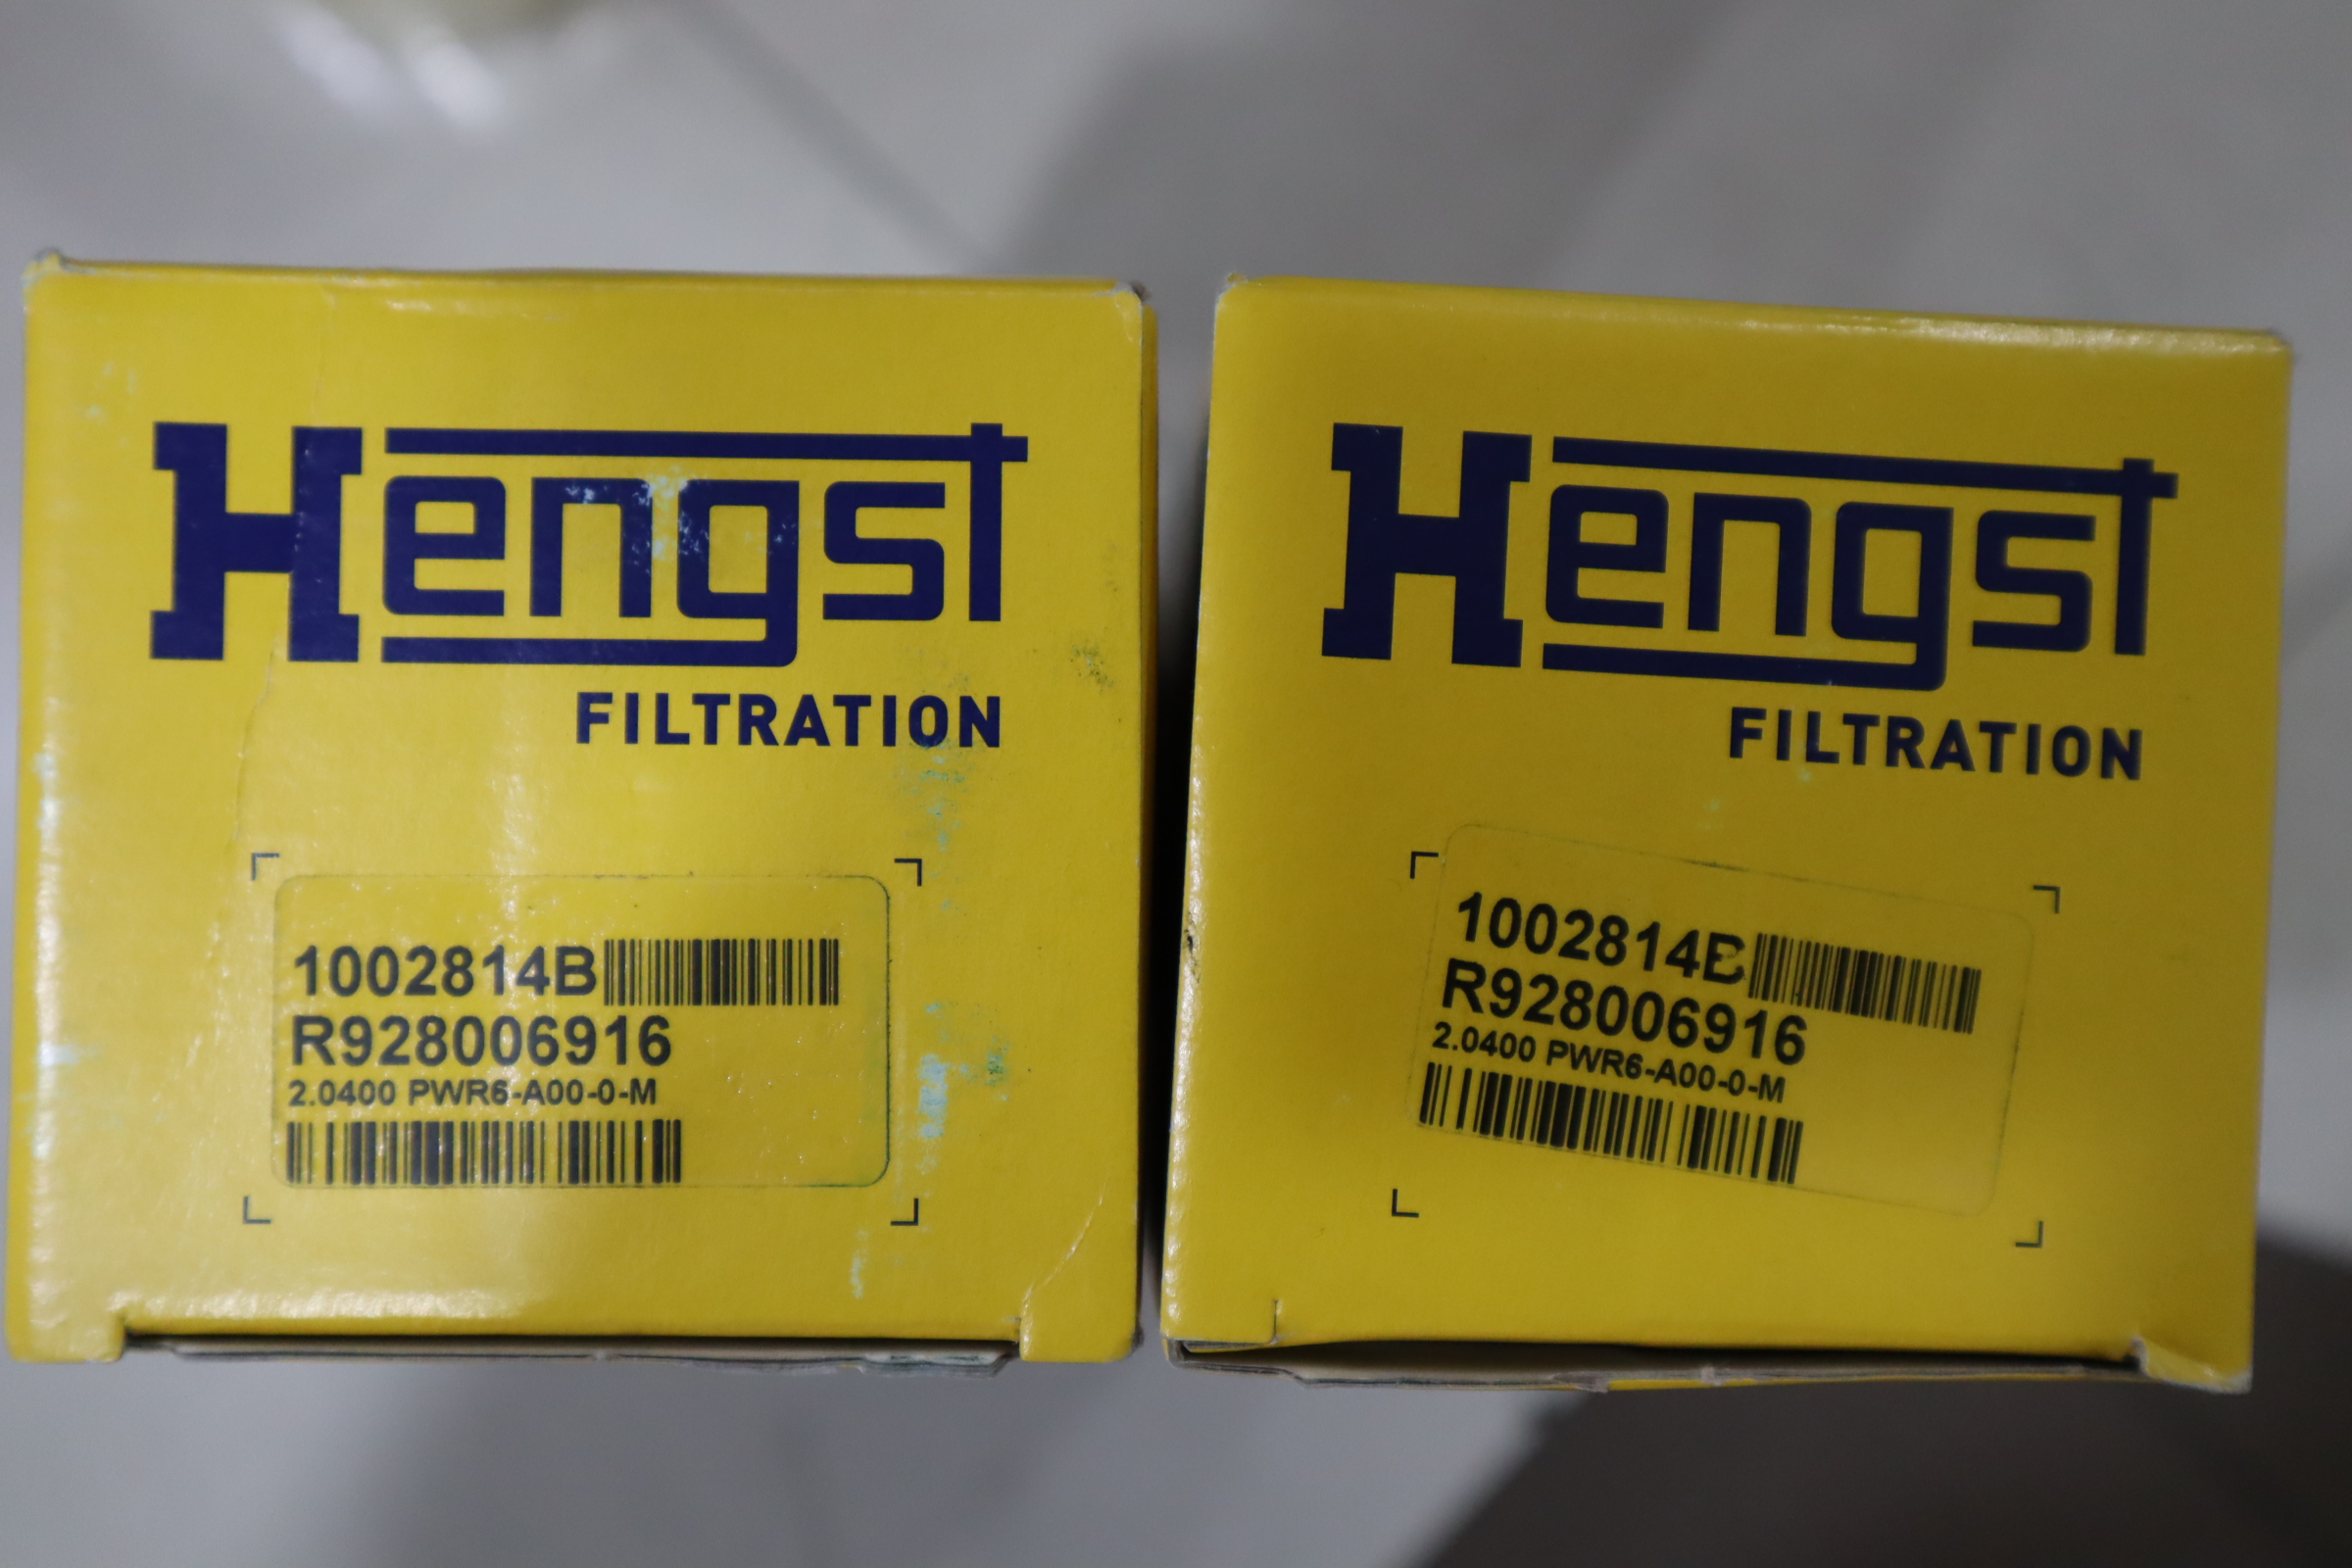 Hengst
FILTRATION
1002814B
R928006916
2.0400 PWR6-A00-0-M
Hengst
FILTRATION
1002814B
R928006916
2.0400 PWR6-A00-0-M